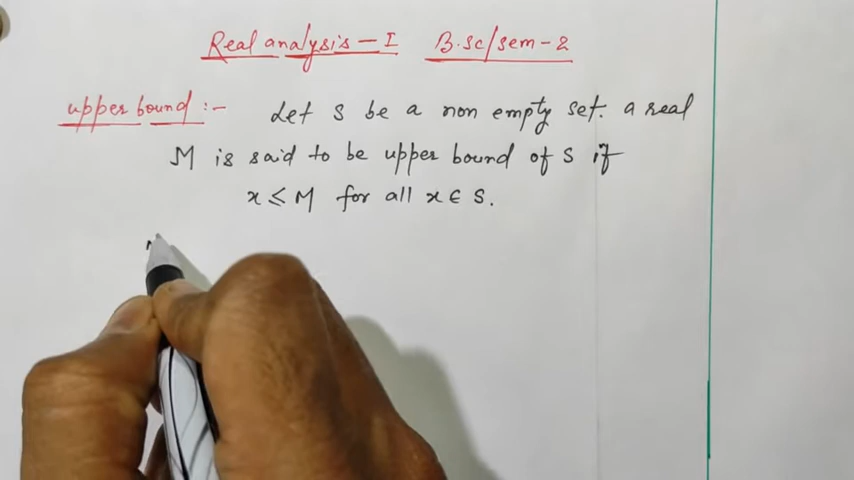 Real analysis - I B.sc/sem-2
upper bound :- Let S be a non empty set. a real
M is said to be upper bound of S if
x ≤ M for all x ∈ S.